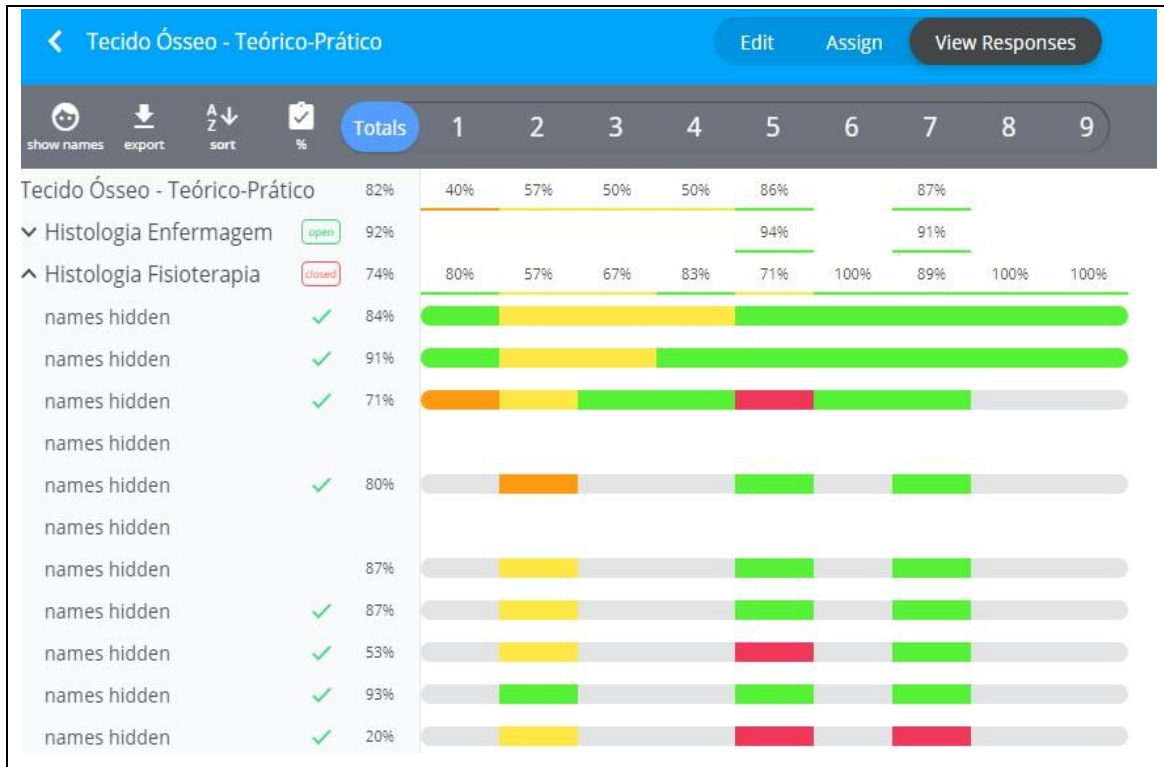 Tecido Ósseo - Teórico-Prático Edit Assign View Responses
show names export A Z sort % Totals 1 2 3 4 5 6 7 8 9
Tecido Ósseo - Teórico-Prático 82% 40% 57% 50% 50% 86% 87%
Histologia Enfermagem open 92% 94% 91%
Histologia Fisioterapia closed 74% 80% 57% 67% 83% 71% 100% 89% 100% 100%
names hidden 84%
names hidden 91%
names hidden 71%
names hidden
names hidden 80%
names hidden
names hidden 87%
names hidden 87%
names hidden 53%
names hidden 93%
names hidden 20%